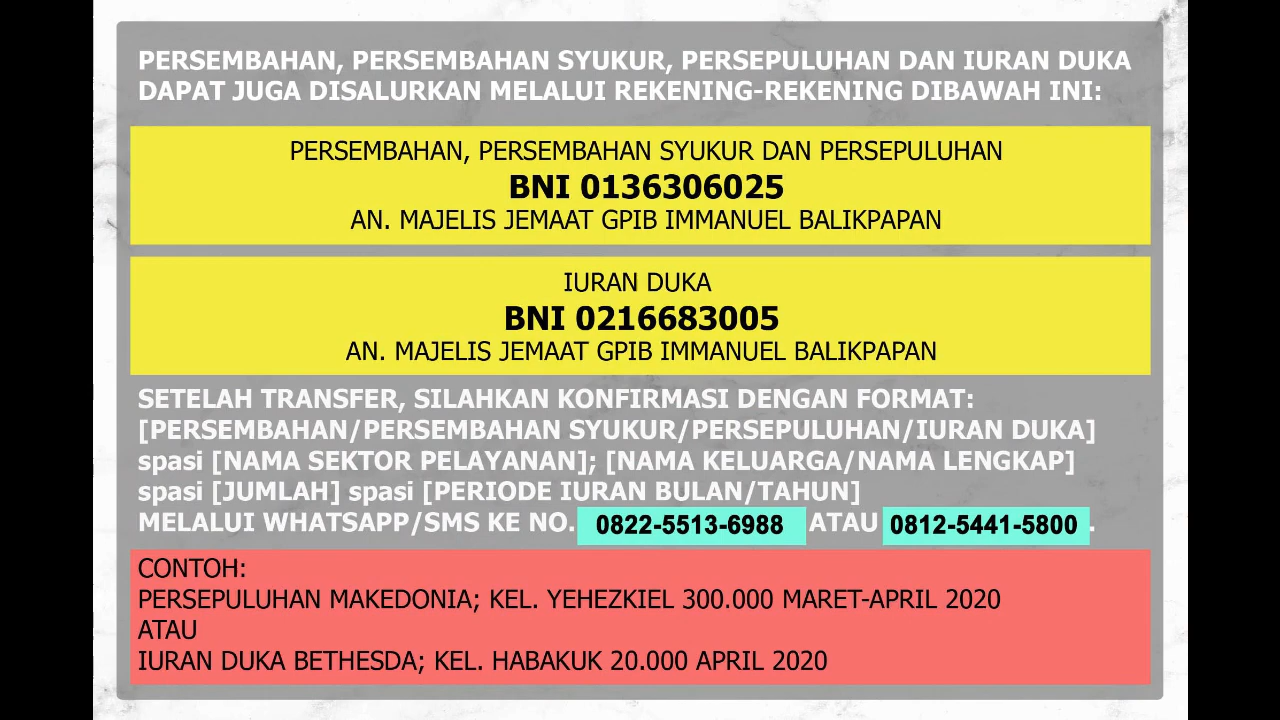 PERSEMBAHAN, PERSEMBAHAN SYUKUR, PERSEPULUHAN DAN IURAN DUKA
DAPAT JUGA DISALURKAN MELALUI REKENING-REKENING DIBAWAH INI:
PERSEMBAHAN, PERSEMBAHAN SYUKUR DAN PERSEPULUHAN
BNI 0136306025
AN. MAJELIS JEMAAT GPIB IMMANUEL BALIKPAPAN
IURAN DUKA
BNI 0216683005
AN. MAJELIS JEMAAT GPIB IMMANUEL BALIKPAPAN
SETELAH TRANSFER, SILAHKAN KONFIRMASI DENGAN FORMAT:
[PERSEMBAHAN/PERSEMBAHAN SYUKUR/PERSEPULUHAN/IURAN DUKA]
spasi [NAMA SEKTOR PELAYANAN]; [NAMA KELUARGA/NAMA LENGKAP]
spasi [JUMLAH] spasi [PERIODE IURAN BULAN/TAHUN]
MELALUI WHATSAPP/SMS KE NO. 0822-5513-6988 ATAU 0812-5441-5800.
CONTOH:
PERSEPULUHAN MAKEDONIA; KEL. YEHEZKIEL 300.000 MARET-APRIL 2020
ATAU
IURAN DUKA BETHESDA; KEL. HABAKUK 20.000 APRIL 2020